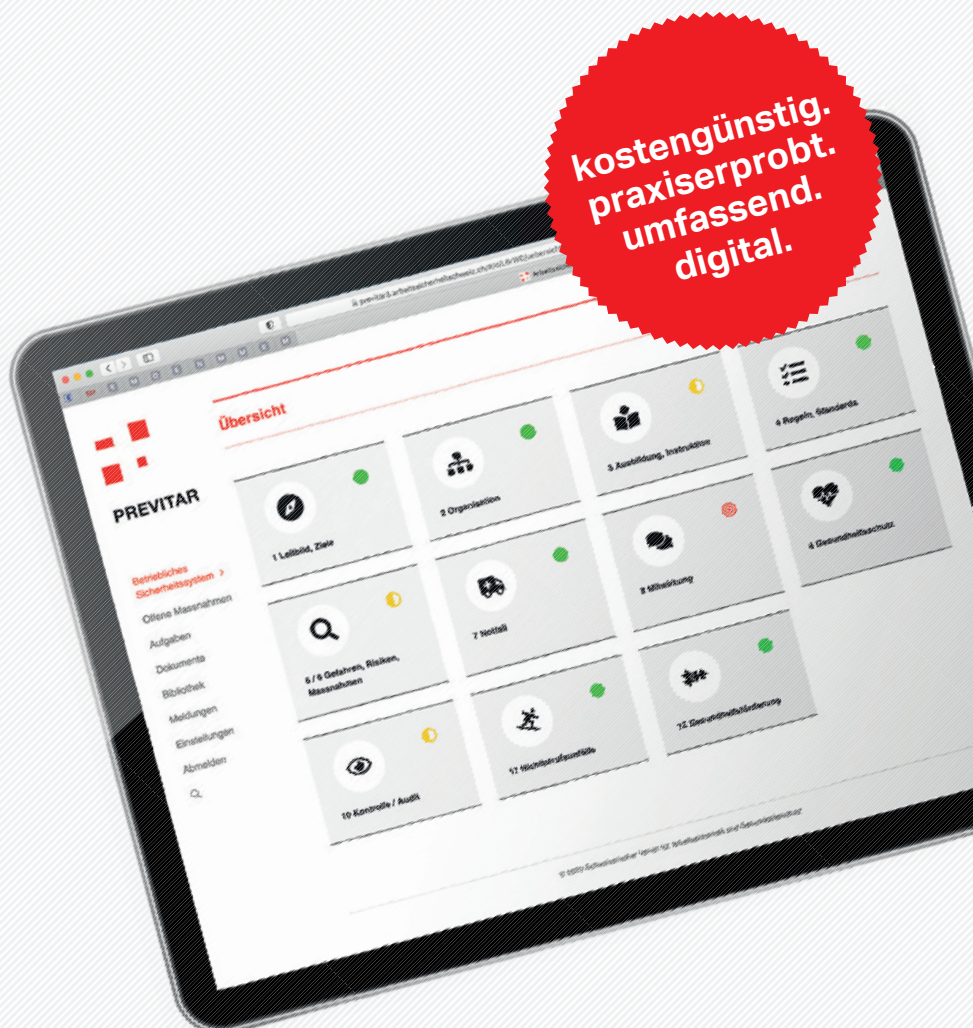 kostengünstig.
praxiserprobt.
umfassend.
digital.
Übersicht
PREVITAR
Betriebliches
Sicherheitssystem >
Offene Massnahmen
Aufgaben
Dokumente
Bibliothek
Meldungen
Einstellungen
Abmelden
1 Leitbild, Ziele
2 Organisation
3 Ausbildung, Instruktion
4 Regeln, Standards
5 / 6 Gefahren, Risiken,
Massnahmen
7 Notfall
8 Mitwirkung
Gesundheitsschutz
10 Kontrolle / Audit
11 Nichtberufsunfälle
12 Gesundheitsförderung